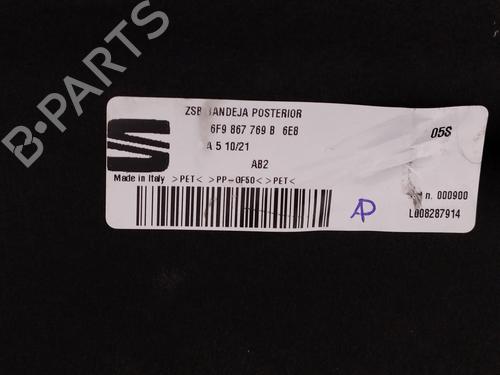 ZSB BANDEJA POSTERIOR
6F9 867 769 B 6E8
05S
A 5 10/21
AB2
Made in Italy >PET< >PP-GF50<>PET<
n. 000900
L008287914
AP
B-PARTS